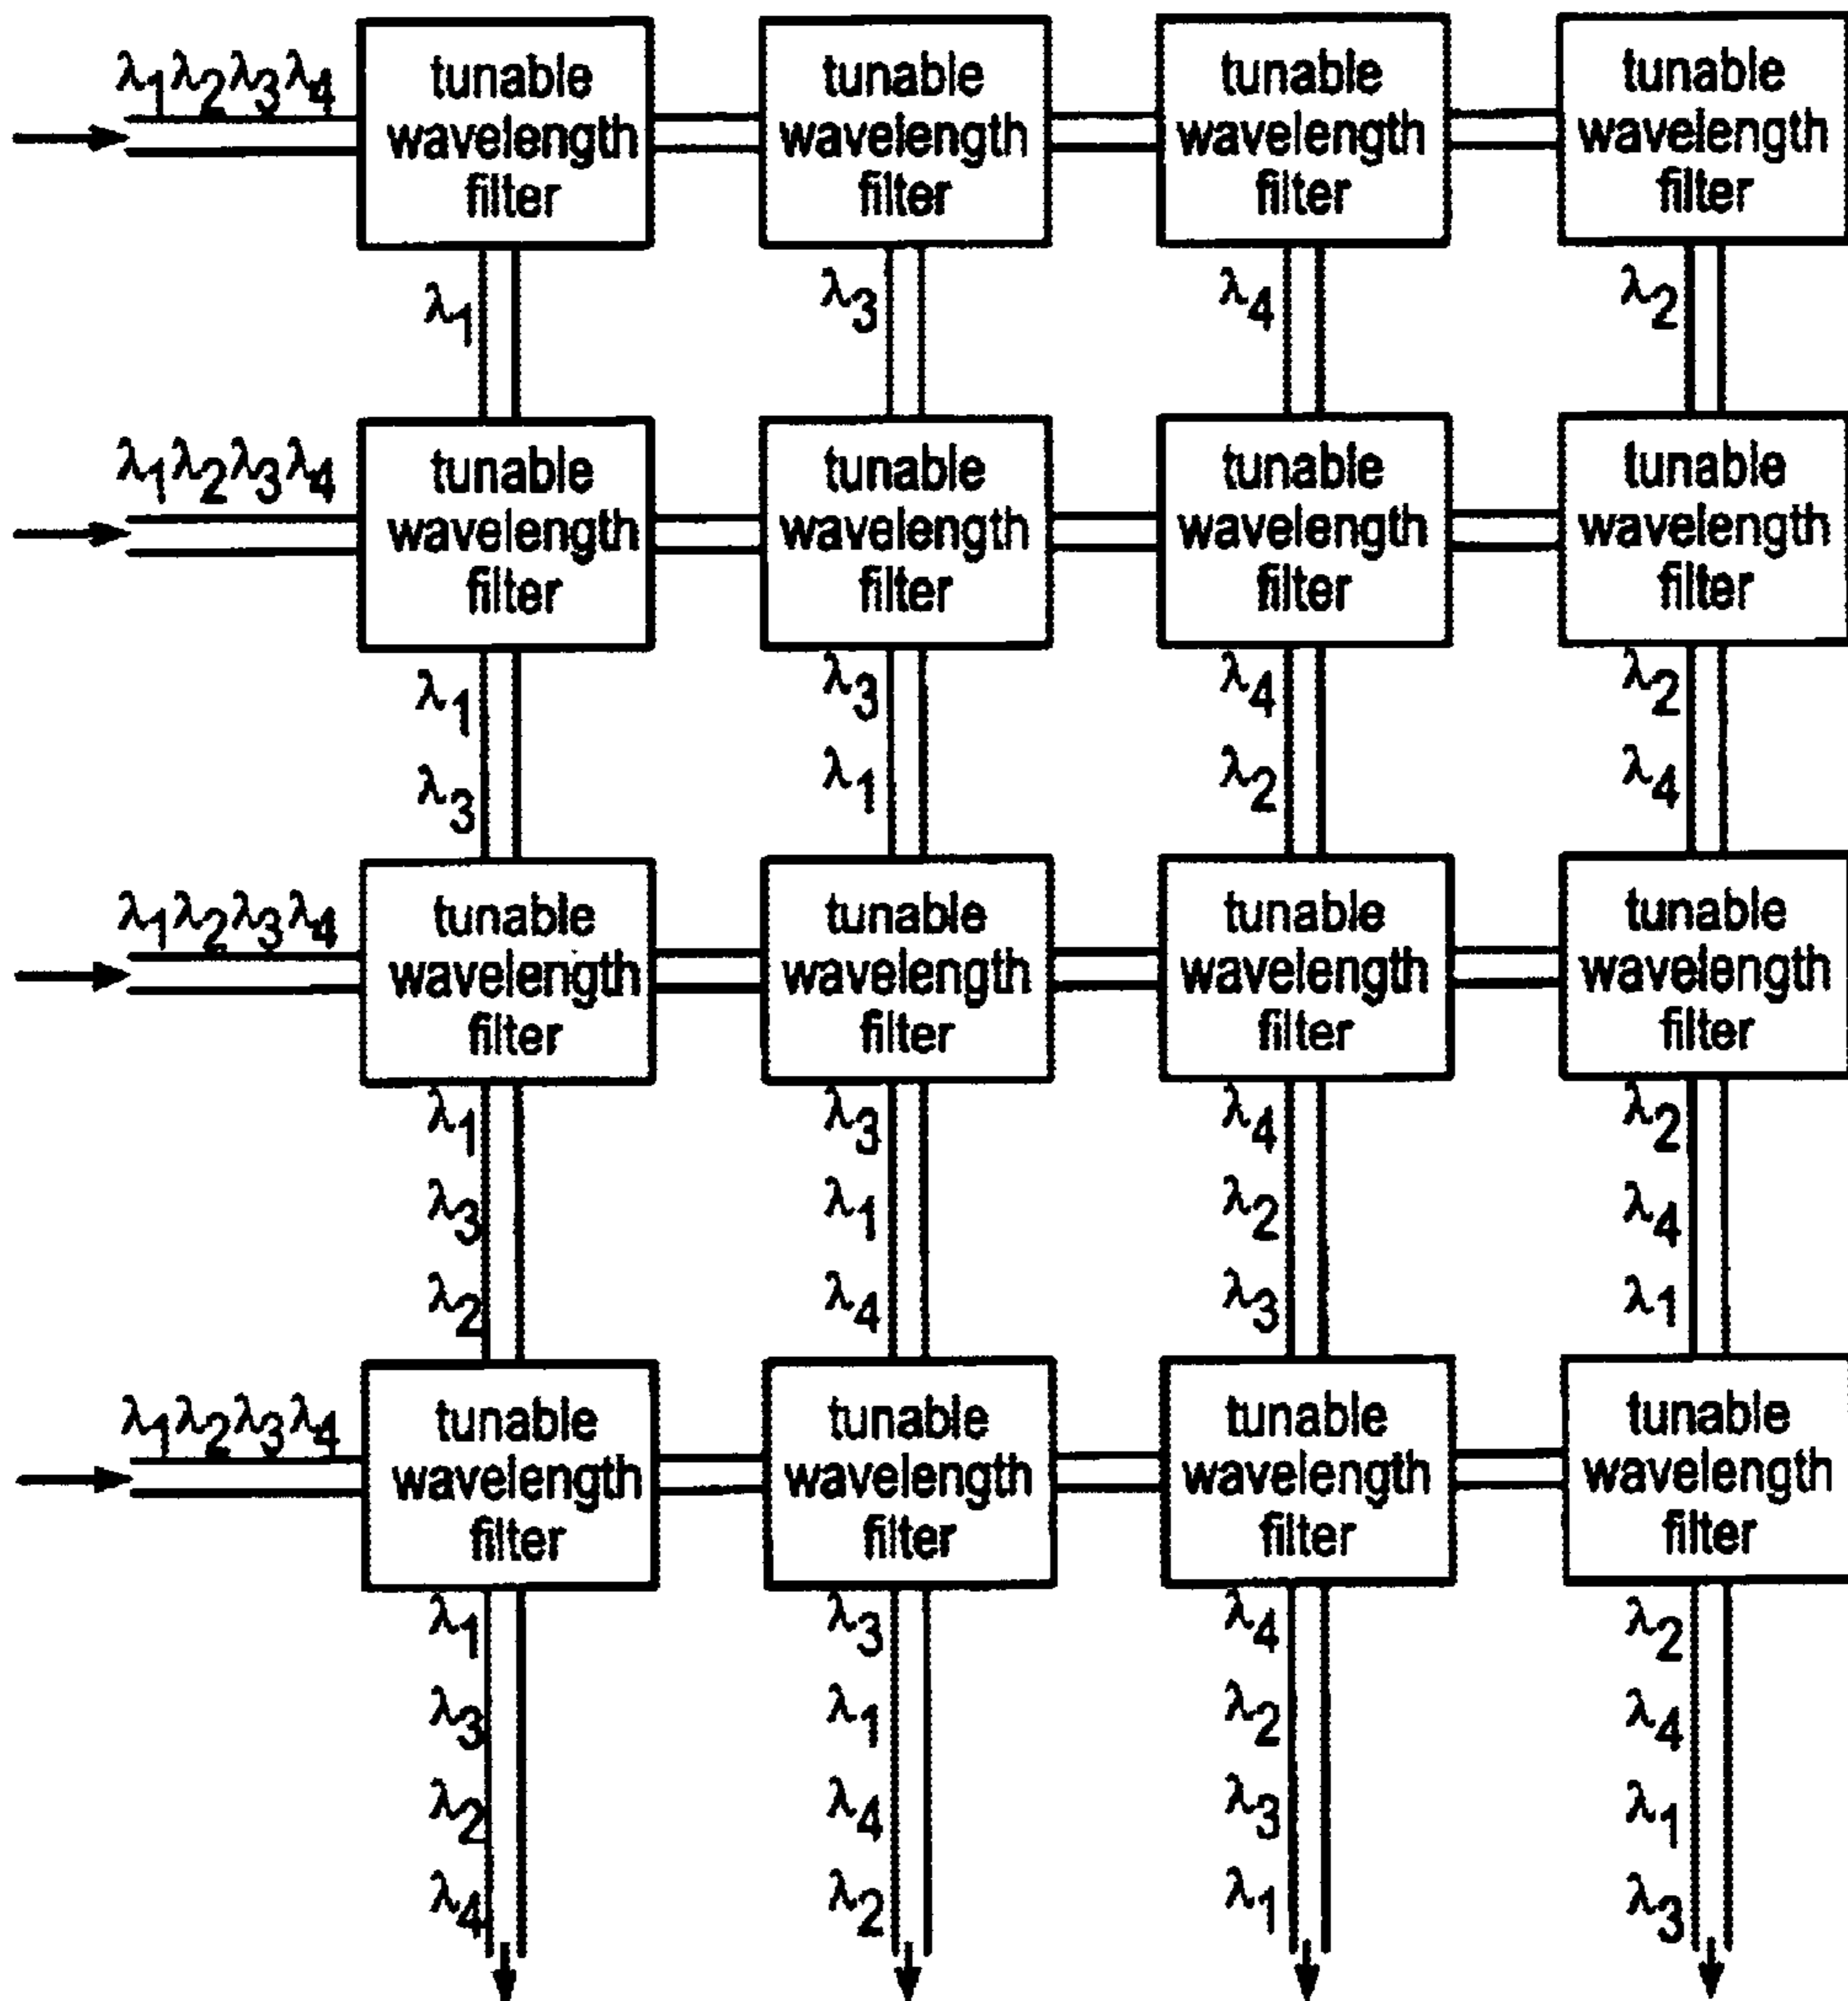 λ1λ2λ3λ4
tunable wavelength filter
tunable wavelength filter
tunable wavelength filter
tunable wavelength filter
λ1 λ3 λ4 λ2
λ1λ2λ3λ4
tunable wavelength filter
tunable wavelength filter
tunable wavelength filter
tunable wavelength filter
λ1 λ3 λ4 λ2
λ3 λ1 λ2 λ4
λ1λ2λ3λ4
tunable wavelength filter
tunable wavelength filter
tunable wavelength filter
tunable wavelength filter
λ1 λ3 λ4 λ2
λ3 λ1 λ2 λ4
λ2 λ4 λ3 λ1
λ1λ2λ3λ4
tunable wavelength filter
tunable wavelength filter
tunable wavelength filter
tunable wavelength filter
λ1 λ3 λ4 λ2
λ3 λ1 λ2 λ4
λ2 λ4 λ3 λ1
λ4 λ2 λ1 λ3